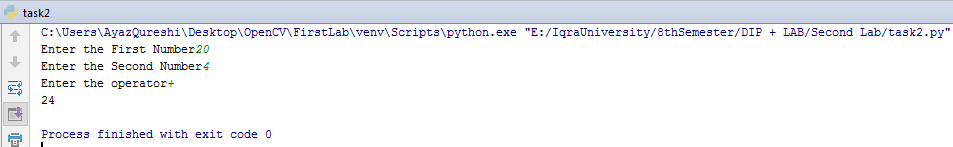 task2
C:\Users\AyazQureshi\Desktop\OpenCV\FirstLab\venv\Scripts\python.exe "E:/IqraUniversity/8thSemester/DIP + LAB/Second Lab/task2.py"
Enter the First Number20
Enter the Second Number4
Enter the operator+
24
Process finished with exit code 0